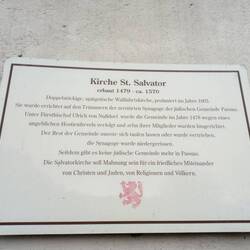 Kirche St. Salvator
erbaut 1479 - ca. 1570
Doppelstöckige, spätgotische Wallfahrtskirche, profaniert im Jahre 1803.
Sie wurde errichtet auf den Trümmern der zerstörten Synagoge der jüdischen Gemeinde Passau.
Unter Fürstbischof Ulrich von Nußdorf wurde die Gemeinde im Jahre 1478 wegen eines
angeblichen Hostienfrevels verfolgt und zehn ihrer Mitglieder wurden hingerichtet.
Der Rest der Gemeinde musste sich taufen lassen oder wurde vertrieben,
die Synagoge wurde niedergerissen.
Seitdem gibt es keine jüdische Gemeinde mehr in Passau.
Die Salvatorkirche soll Mahnung sein für ein friedliches Miteinander
von Christen und Juden, von Religionen und Völkern.